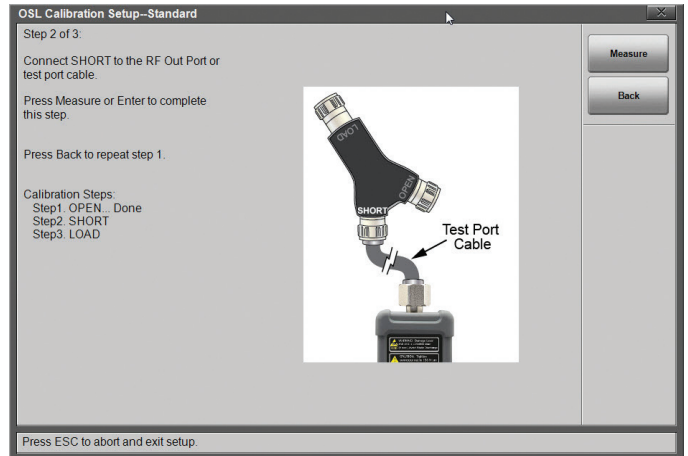 OSL Calibration Setup--Standard
Step 2 of 3:
Connect SHORT to the RF Out Port or
test port cable.
Press Measure or Enter to complete
this step.
Press Back to repeat step 1.
Calibration Steps:
Step1. OPEN... Done
Step2. SHORT
Step3. LOAD
LOAD
OPEN
SHORT
Test Port
Cable
Measure
Back
Press ESC to abort and exit setup.